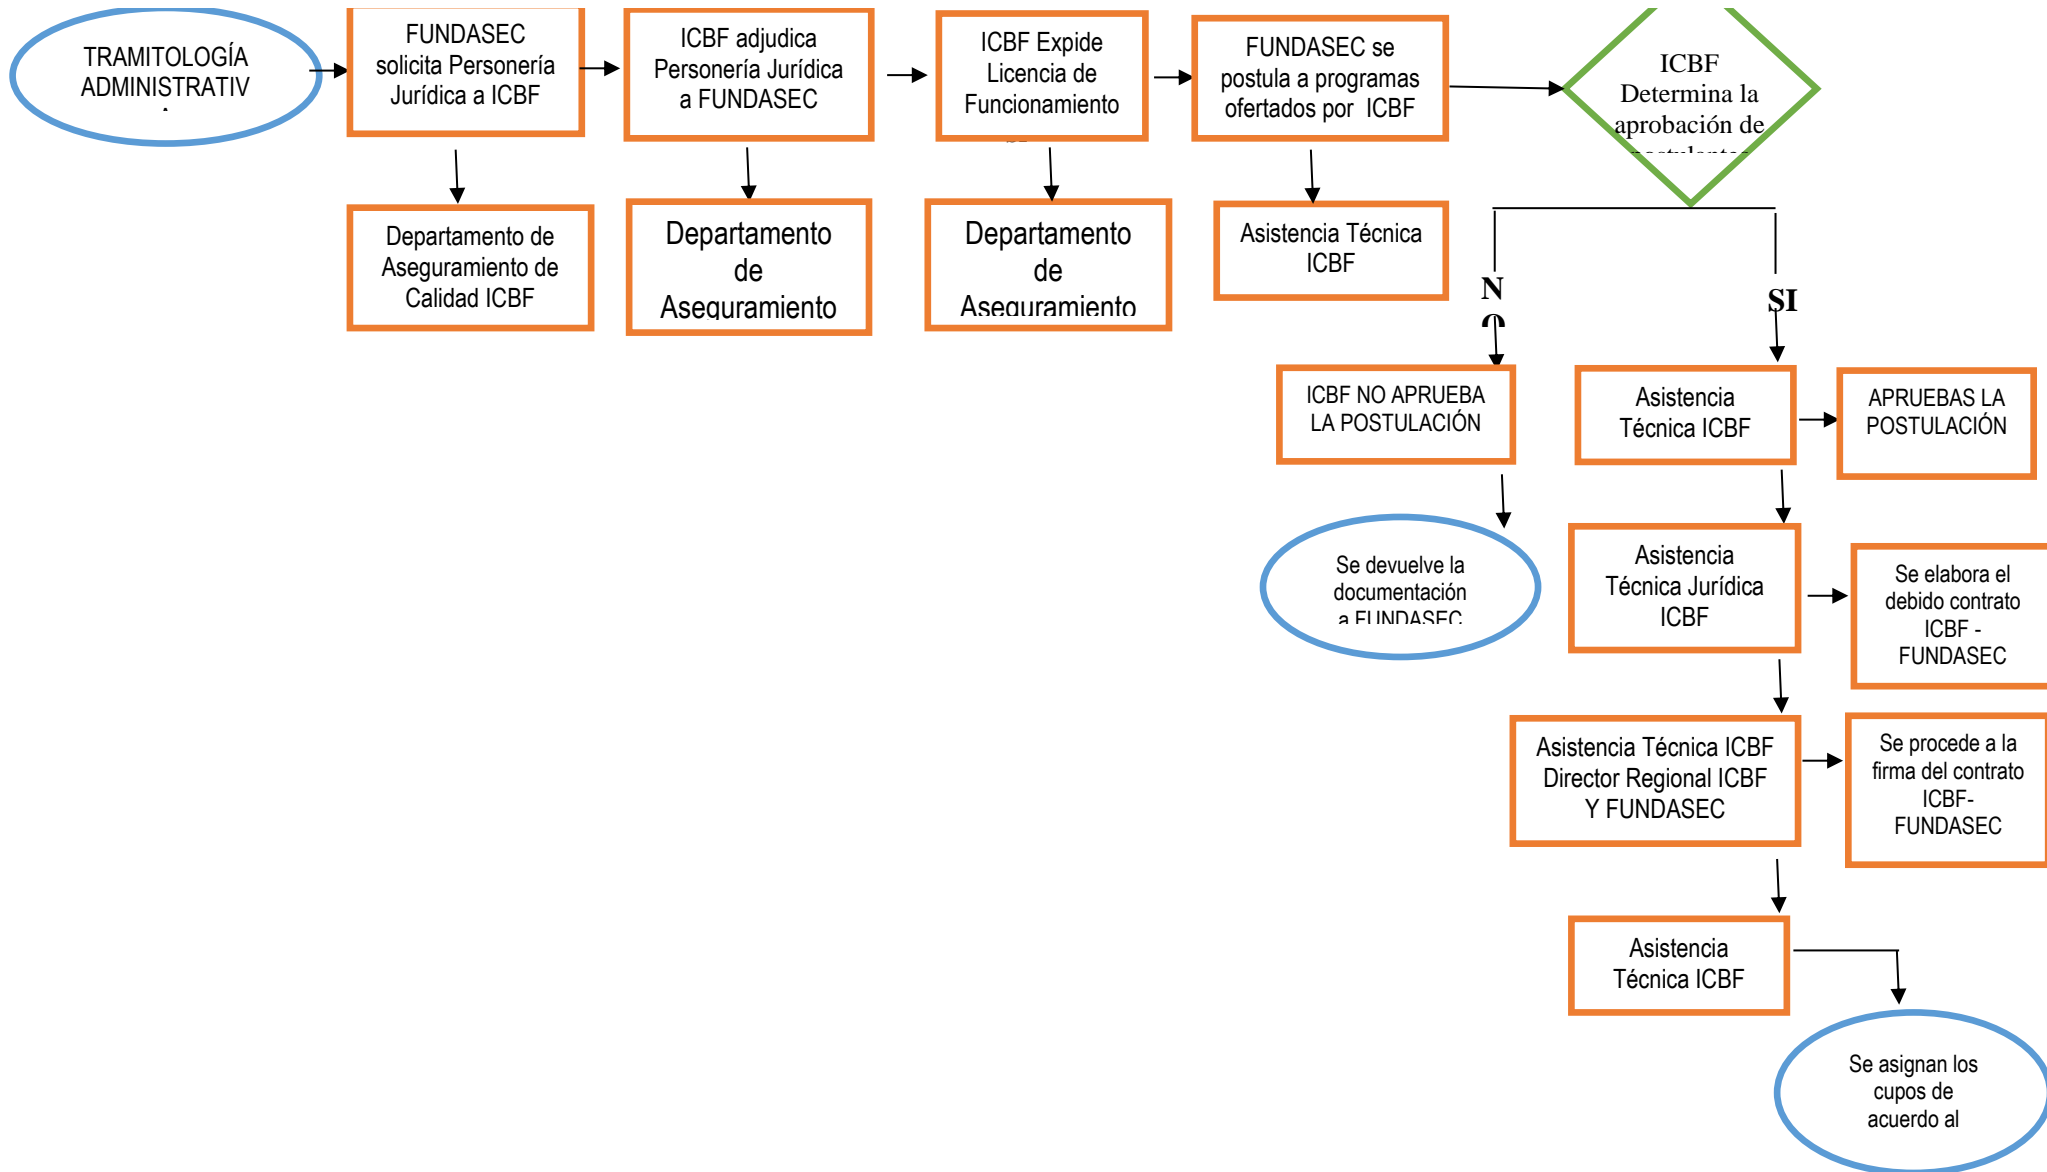 TRAMITOLOGÍA
ADMINISTRATIV
FUNDASEC
solicita Personería
Jurídica a ICBF
ICBF adjudica
Personería Jurídica
a FUNDASEC
ICBF Expide
Licencia de
Funcionamiento
FUNDASEC se
postula a programas
ofertados por ICBF
ICBF
Determina la
aprobación de
Departamento de
Aseguramiento de
Calidad ICBF
Departamento
de
Aseguramiento
Departamento
de
Aseguramiento
Asistencia Técnica
ICBF
N
O
SI
ICBF NO APRUEBA
LA POSTULACIÓN
Asistencia
Técnica ICBF
APRUEBAS LA
POSTULACIÓN
Se devuelve la
documentación
a FUNDASEC
Asistencia
Técnica Jurídica
ICBF
Se elabora el
debido contrato
ICBF -
FUNDASEC
Asistencia Técnica ICBF
Director Regional ICBF
Y FUNDASEC
Se procede a la
firma del contrato
ICBF-
FUNDASEC
Asistencia
Técnica ICBF
Se asignan los
cupos de
acuerdo al